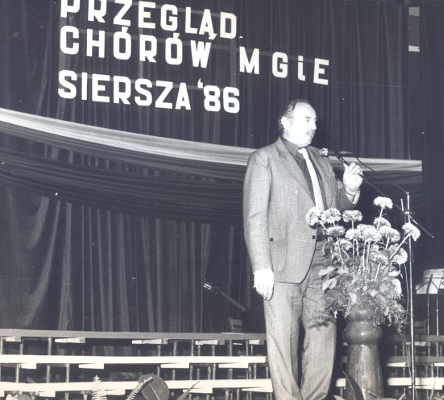 PRZEGLĄD
CHÓRÓW MGiE
SIERSZA '86